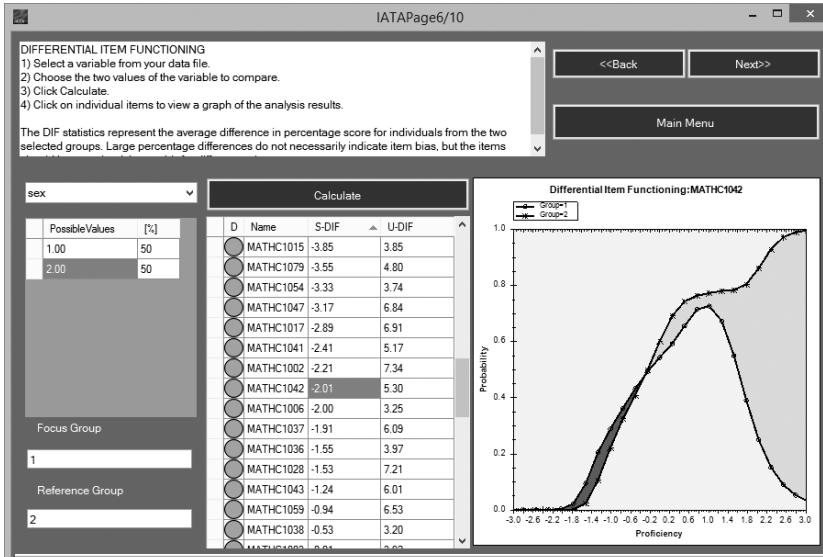 IATAPage6/10
DIFFERENTIAL ITEM FUNCTIONING
1) Select a variable from your data file.
2) Choose the two values of the variable to compare.
3) Click Calculate.
4) Click on individual items to view a graph of the analysis results.
The DIF statistics represent the average difference in percentage score for individuals from the two
selected groups. Large percentage differences do not necessarily indicate item bias, but the items
<<Back
Next>>
Main Menu
sex
Calculate
PossibleValues [%]
1.00 50
2.00 50
Focus Group
1
Reference Group
2
D Name S-DIF U-DIF
MATHC1015 -3.85 3.85
MATHC1079 -3.55 4.80
MATHC1054 -3.33 3.74
MATHC1047 -3.17 6.84
MATHC1017 -2.89 6.91
MATHC1041 -2.41 5.17
MATHC1002 -2.21 7.34
MATHC1042 -2.01 5.30
MATHC1006 -2.00 3.25
MATHC1037 -1.91 6.09
MATHC1036 -1.55 3.97
MATHC1028 -1.53 7.21
MATHC1043 -1.24 6.01
MATHC1059 -0.94 6.53
MATHC1038 -0.53 3.20
Differential Item Functioning:MATHC1042
Group=1
Group=2
1.0
0.8
0.6
0.4
0.2
0.0
Probability
-3.0 -2.6 -2.2 -1.8 -1.4 -1.0 -0.6 -0.2 0.2 0.6 1.0 1.4 1.8 2.2 2.6 3.0
Proficiency